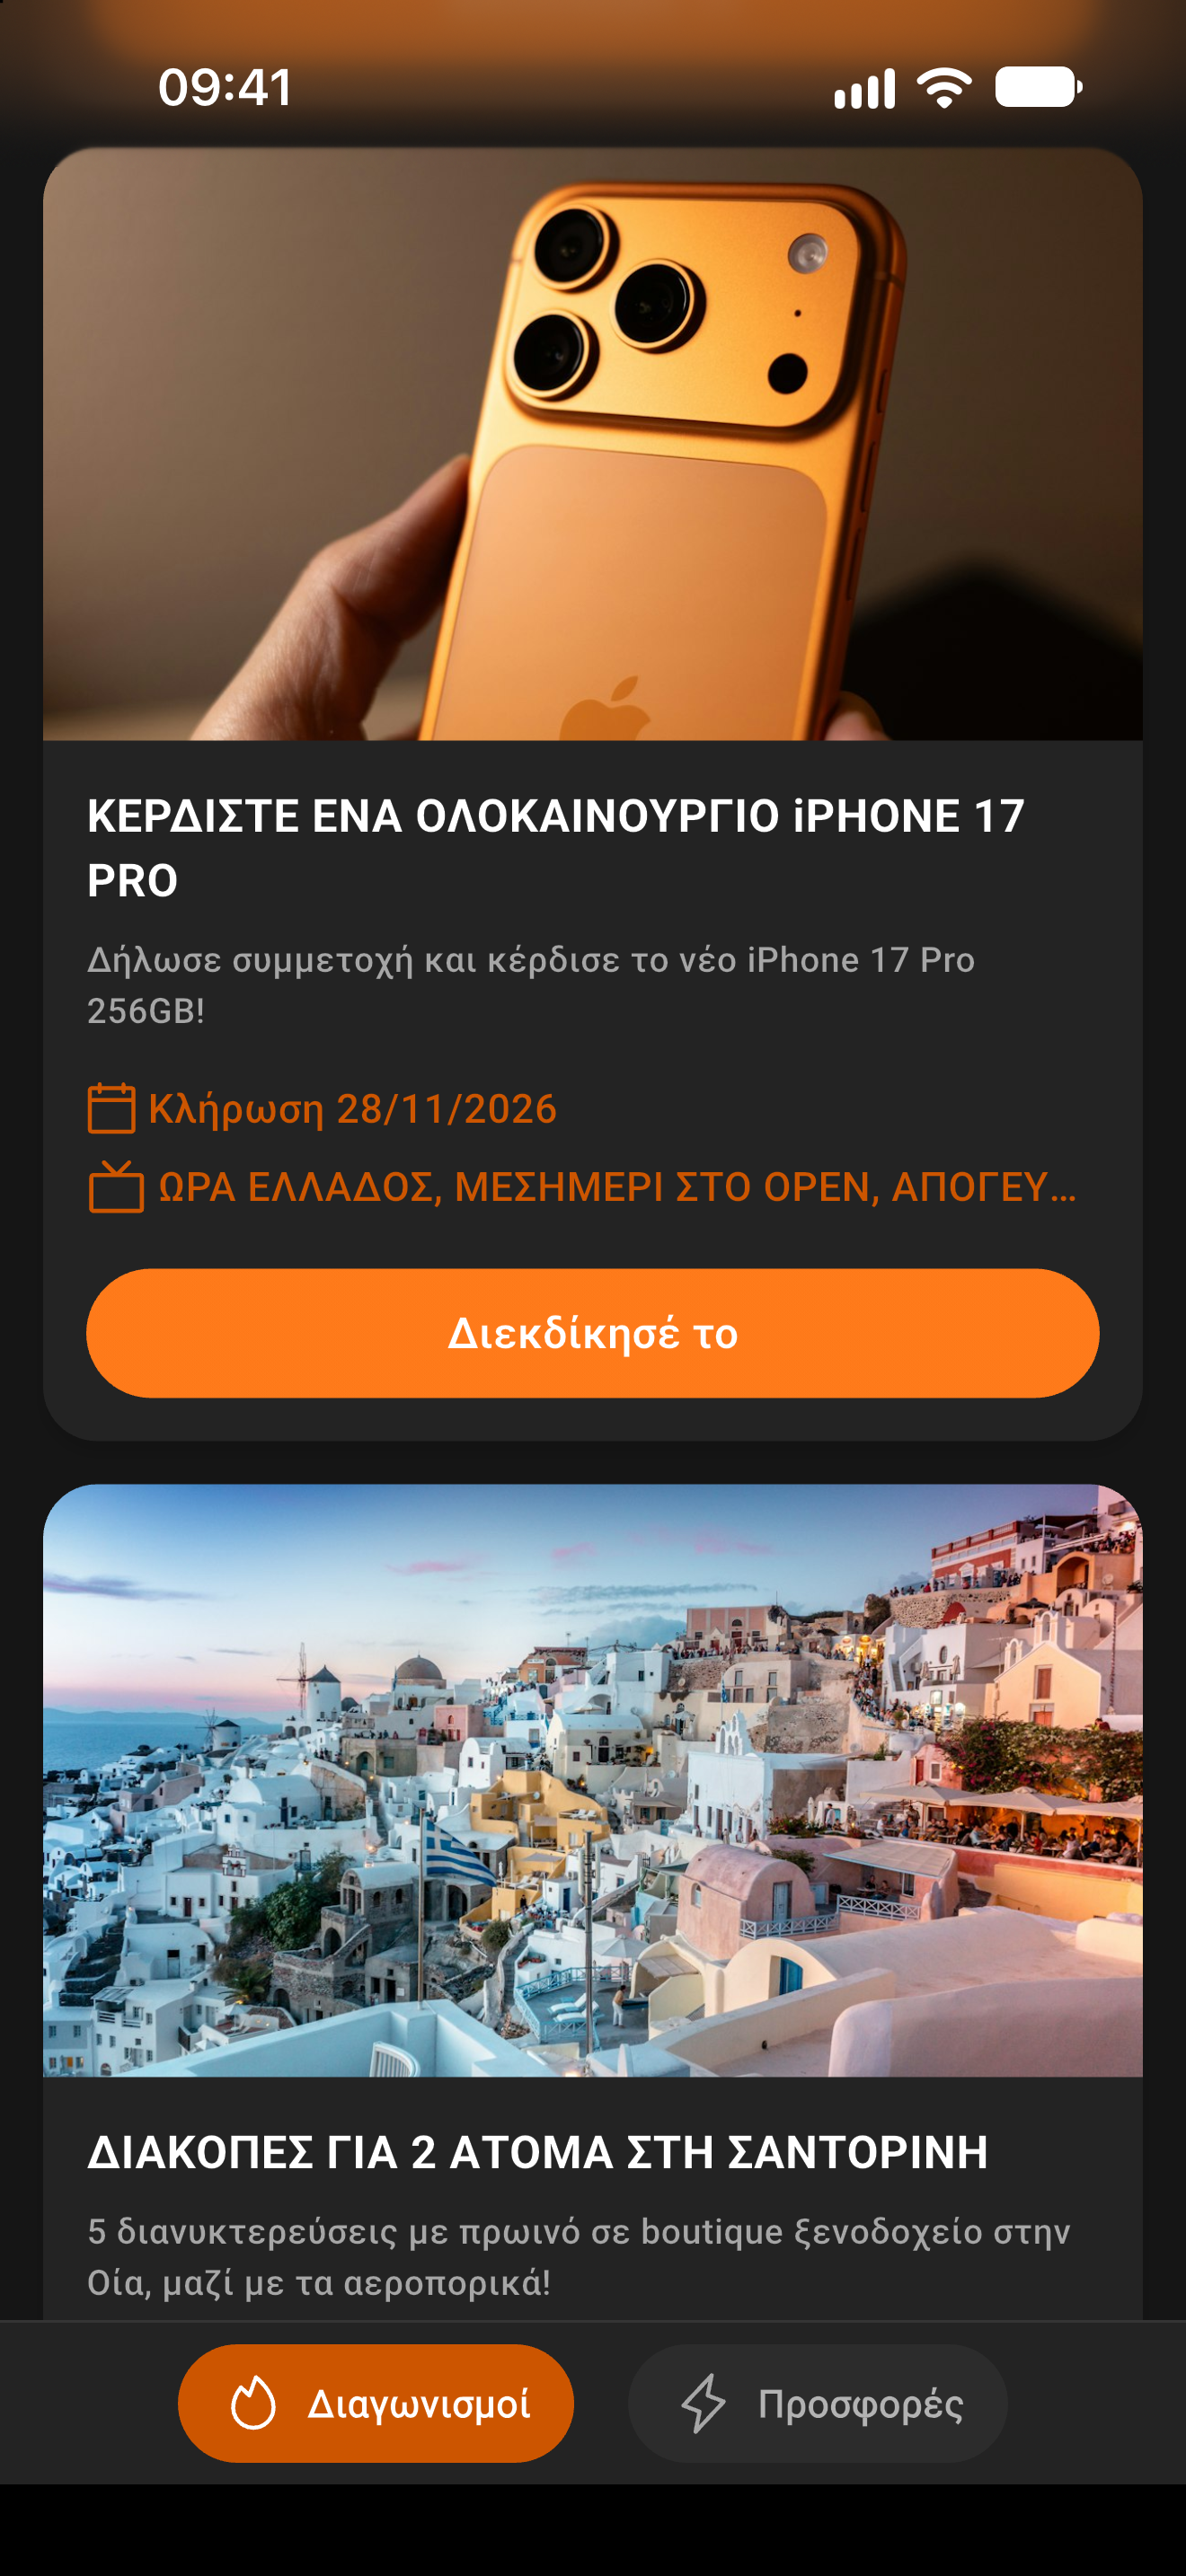 09:41
ΚΕΡΔΙΣΤΕ ΕΝΑ ΟΛΟΚΑΙΝΟΥΡΓΙΟ iPHONE 17
PRO
Δήλωσε συμμετοχή και κέρδισε το νέο iPhone 17 Pro
256GB!
Κλήρωση 28/11/2026
ΩΡΑ ΕΛΛΑΔΟΣ, ΜΕΣΗΜΕΡΙ ΣΤΟ OPEN, ΑΠΟΓΕΥ...
Διεκδίκησέ το
ΔΙΑΚΟΠΕΣ ΓΙΑ 2 ΑΤΟΜΑ ΣΤΗ ΣΑΝΤΟΡΙΝΗ
5 διανυκτερεύσεις με πρωινό σε boutique ξενοδοχείο στην
Οία, μαζί με τα αεροπορικά!
Διαγωνισμοί
Προσφορές